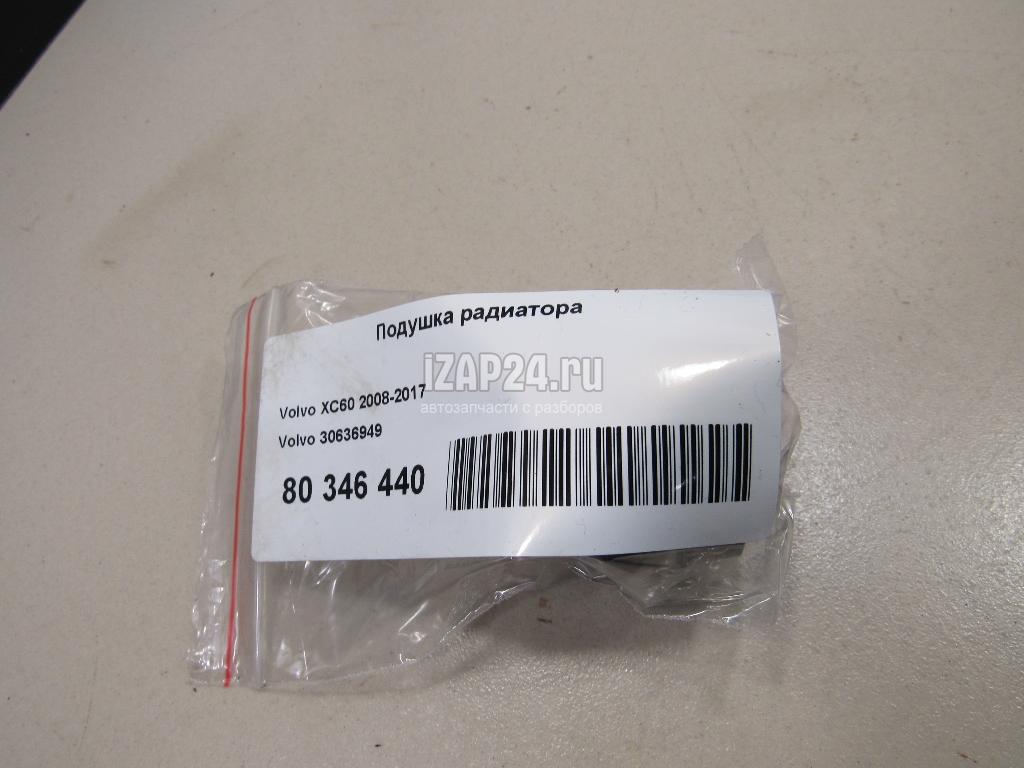 Подушка радиатора
iZAP24.ru
автозапчасти с разборов
Volvo XC60 2008-2017
Volvo 30636949
80 346 440